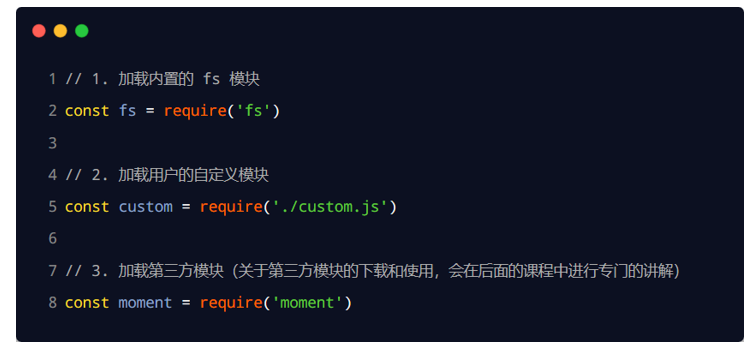 1 // 1. 加载内置的 fs 模块
2 const fs = require('fs')
3
4 // 2. 加载用户的自定义模块
5 const custom = require('./custom.js')
6
7 // 3. 加载第三方模块（关于第三方模块的下载和使用，会在后面的课程中进行专门的讲解）
8 const moment = require('moment')